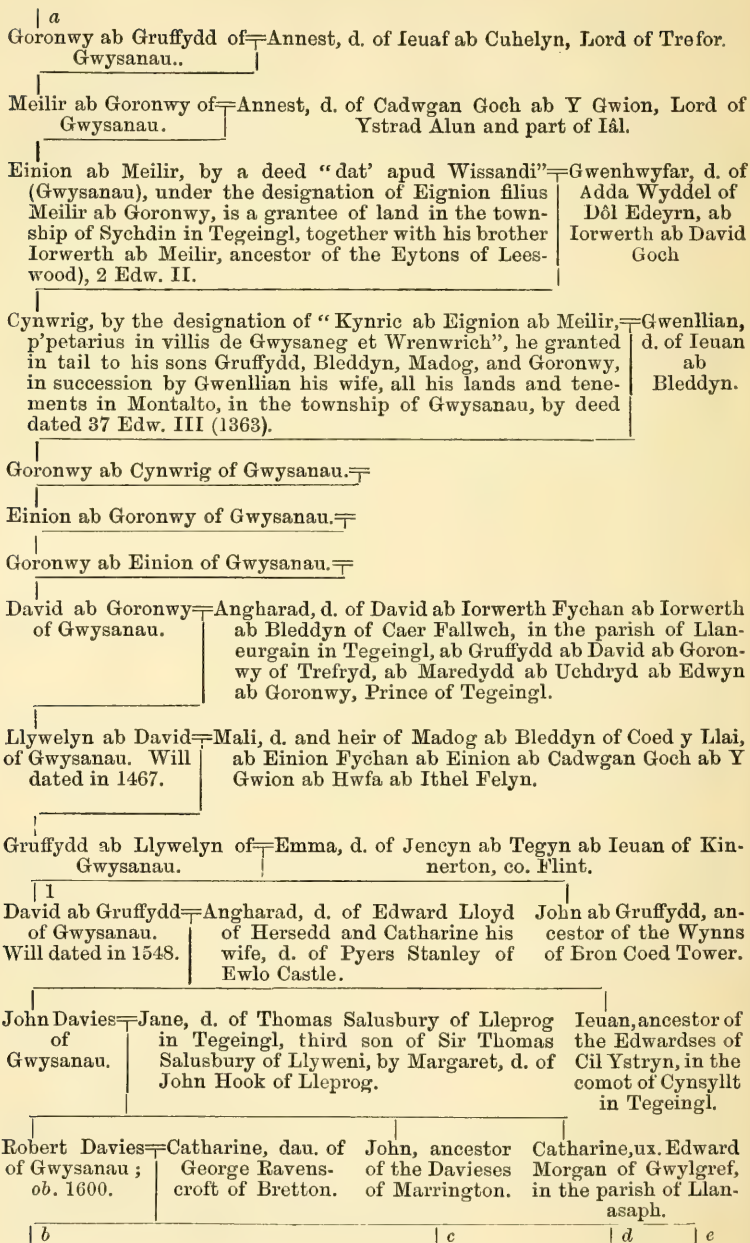 a
Goronwy ab Gruffydd of=Annest, d. of Ieuaf ab Cuhelyn, Lord of Trefor.
Gwysanau..
Meilir ab Goronwy of=Annest, d. of Cadwgan Goch ab Y Gwion, Lord of
Gwysanau. Ystrad Alun and part of Iâl.
Einion ab Meilir, by a deed "dat' apud Wissandi"=Gwenhwyfar, d. of
(Gwysanau), under the designation of Eignion filius Adda Wyddel of
Meilir ab Goronwy, is a grantee of land in the town- Dôl Edeyrn, ab
ship of Sychdin in Tegeingl, together with his brother Iorwerth ab David
Iorwerth ab Meilir, ancestor of the Eytons of Lees- Goch
wood), 2 Edw. II.
Cynwrig, by the designation of "Kynric ab Eignion ab Meilir,=Gwenllian,
p'petarius in villis de Gwysaneg et Wrenwrich", he granted d. of Ieuan
in tail to his sons Gruffydd, Bleddyn, Madog, and Goronwy, ab
in succession by Gwenllian his wife, all his lands and tene- Bleddyn.
ments in Montalto, in the township of Gwysanau, by deed
dated 37 Edw. III (1363).
Goronwy ab Cynwrig of Gwysanau.=
Einion ab Goronwy of Gwysanau.=
Goronwy ab Einion of Gwysanau.=
David ab Goronwy=Angharad, d. of David ab Iorwerth Fychan ab Iorwerth
of Gwysanau. ab Bleddyn of Caer Fallwch, in the parish of Llan-
eurgain in Tegeingl, ab Gruffydd ab David ab Goron-
wy of Trefryd, ab Maredydd ab Uchdryd ab Edwyn
ab Goronwy, Prince of Tegeingl.
Llywelyn ab David=Mali, d. and heir of Madog ab Bleddyn of Coed y Llai,
of Gwysanau. Will ab Einion Fychan ab Einion ab Cadwgan Goch ab Y
dated in 1467. Gwion ab Hwfa ab Ithel Felyn.
Gruffydd ab Llywelyn of=Emma, d. of Jencyn ab Tegyn ab Ieuan of Kin-
Gwysanau. nerton, co. Flint.
1
David ab Gruffydd=Angharad, d. of Edward Lloyd John ab Gruffydd, an-
of Gwysanau. of Hersedd and Catharine his cestor of the Wynns
Will dated in 1548. wife, d. of Pyers Stanley of of Bron Coed Tower.
Ewlo Castle.
John Davies=Jane, d. of Thomas Salusbury of Lleprog Ieuan, ancestor of
of in Tegeingl, third son of Sir Thomas the Edwardses of
Gwysanau. Salusbury of Llyweni, by Margaret, d. of Cil Ystryn, in the
John Hook of Lleprog. comot of Cynsyllt
in Tegeingl.
Robert Davies=Catharine, dau. of John, ancestor Catharine, ux. Edward
of Gwysanau; George Ravens- of the Davieses Morgan of Gwylgref,
ob. 1600. croft of Bretton. of Marrington. in the parish of Llan-
asaph.
b c d e